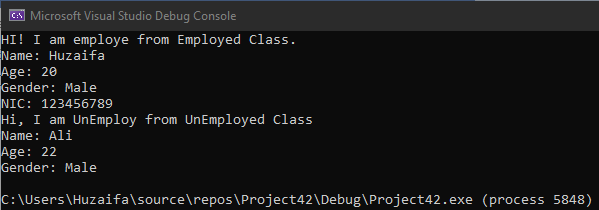 Microsoft Visual Studio Debug Console
HI! I am employe from Employed Class.
Name: Huzaifa
Age: 20
Gender: Male
NIC: 123456789
Hi, I am UnEmploy from UnEmployed Class
Name: Ali
Age: 22
Gender: Male
C:\Users\Huzaifa\source\repos\Project42\Debug\Project42.exe (process 5848)